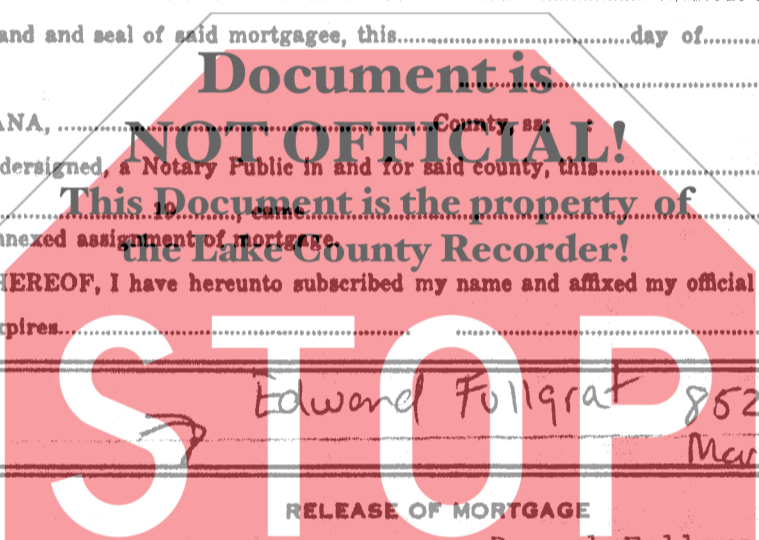 and and seal of said mortgagee, this..............................day of.......
Document is
ANA, ................................................County, ss: :
NOT OFFICIAL!
dersigned, a Notary Public in and for said county, this......................
This Document is the property of
19 , came
nnexed assignment of mortgage.
the Lake County Recorder!
HEREOF, I have hereunto subscribed my name and affixed my official
xpires..............................................................
STOP
Edward Fullgraf 852
Mar
RELEASE OF MORTGAGE